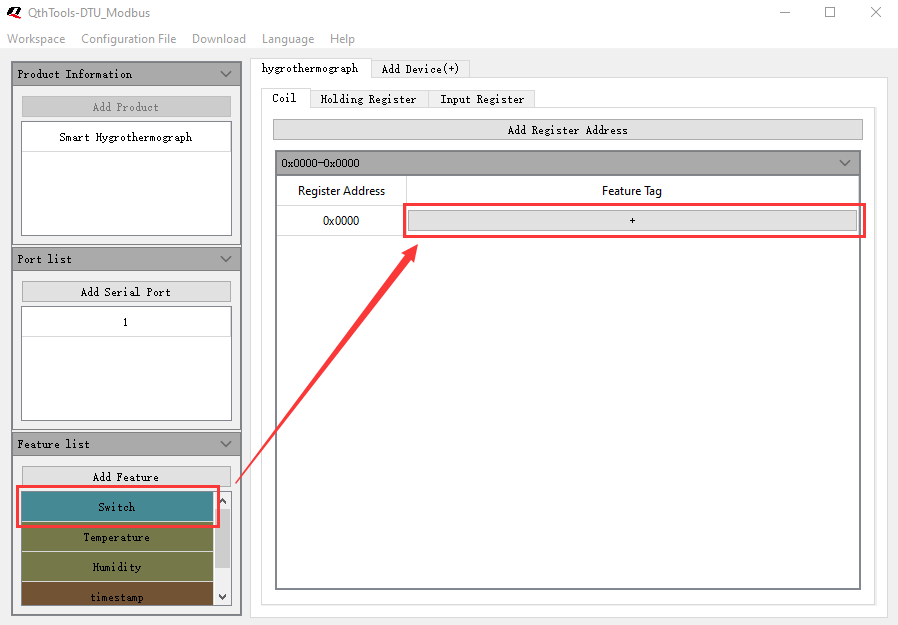 QthTools-DTU_Modbus
Workspace Configuration File Download Language Help
Product Information
Add Product
Smart Hygrothermograph
Port list
Add Serial Port
1
Feature list
Add Feature
Switch
Temperature
Humidity
timestamp
hygrothermograph Add Device(+)
Coil Holding Register Input Register
Add Register Address
0x0000-0x0000
Register Address Feature Tag
0x0000 +